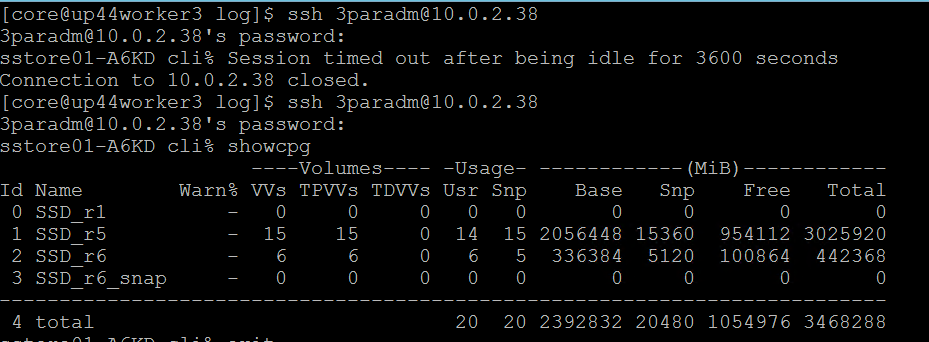 [core@up44worker3 log]$ ssh 3paradm@10.0.2.38
3paradm@10.0.2.38's password:
sstore01-A6KD cli% Session timed out after being idle for 3600 seconds
Connection to 10.0.2.38 closed.
[core@up44worker3 log]$ ssh 3paradm@10.0.2.38
3paradm@10.0.2.38's password:
sstore01-A6KD cli% showcpg
                       ----Volumes---- -Usage- ------------(MiB)------------
Id Name         Warn% VVs TPVVs TDVVs Usr Snp    Base   Snp    Free   Total
 0 SSD_r1           -   0     0     0   0   0       0     0       0       0
 1 SSD_r5           -  15    15     0  14  15 2056448 15360  954112 3025920
 2 SSD_r6           -   6     6     0   6   5  336384  5120  100864  442368
 3 SSD_r6_snap      -   0     0     0   0   0       0     0       0       0
---------------------------------------------------------------------------------
 4 total                               20  20 2392832 20480 1054976 3468288
sstore01-A6KD cli% exit